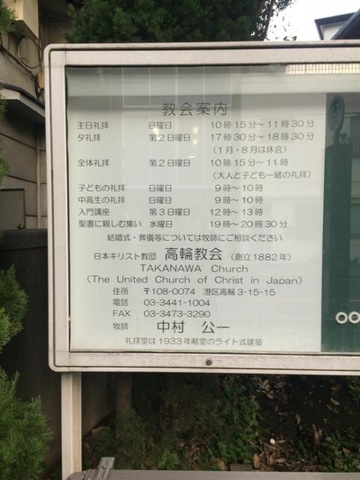 教会案内
主日礼拝 日曜日 10時15分〜11時30分
夕礼拝 第2日曜日 17時30分〜18時30分
(1月・8月は休会)
全体礼拝 第2日曜日 10時15分〜11時
(大人と子ども一緒の礼拝)
子どもの礼拝 日曜日 9時〜10時
中高生の礼拝 日曜日 9時〜10時
入門講座 第3日曜日 12時〜13時
聖書に親しむ集い 水曜日 19時〜20時30分
結婚式・葬儀等については牧師にご相談ください
日本キリスト教団 高輪教会 (創立1882年)
TAKANAWA Church
(The United Church of Christ in Japan)
住所 〒108-0074 港区高輪3-15-15
電話 03-3441-1004
FAX 03-3473-3290
牧師 中村 公一
礼拝堂は1933年献堂のライト式建築